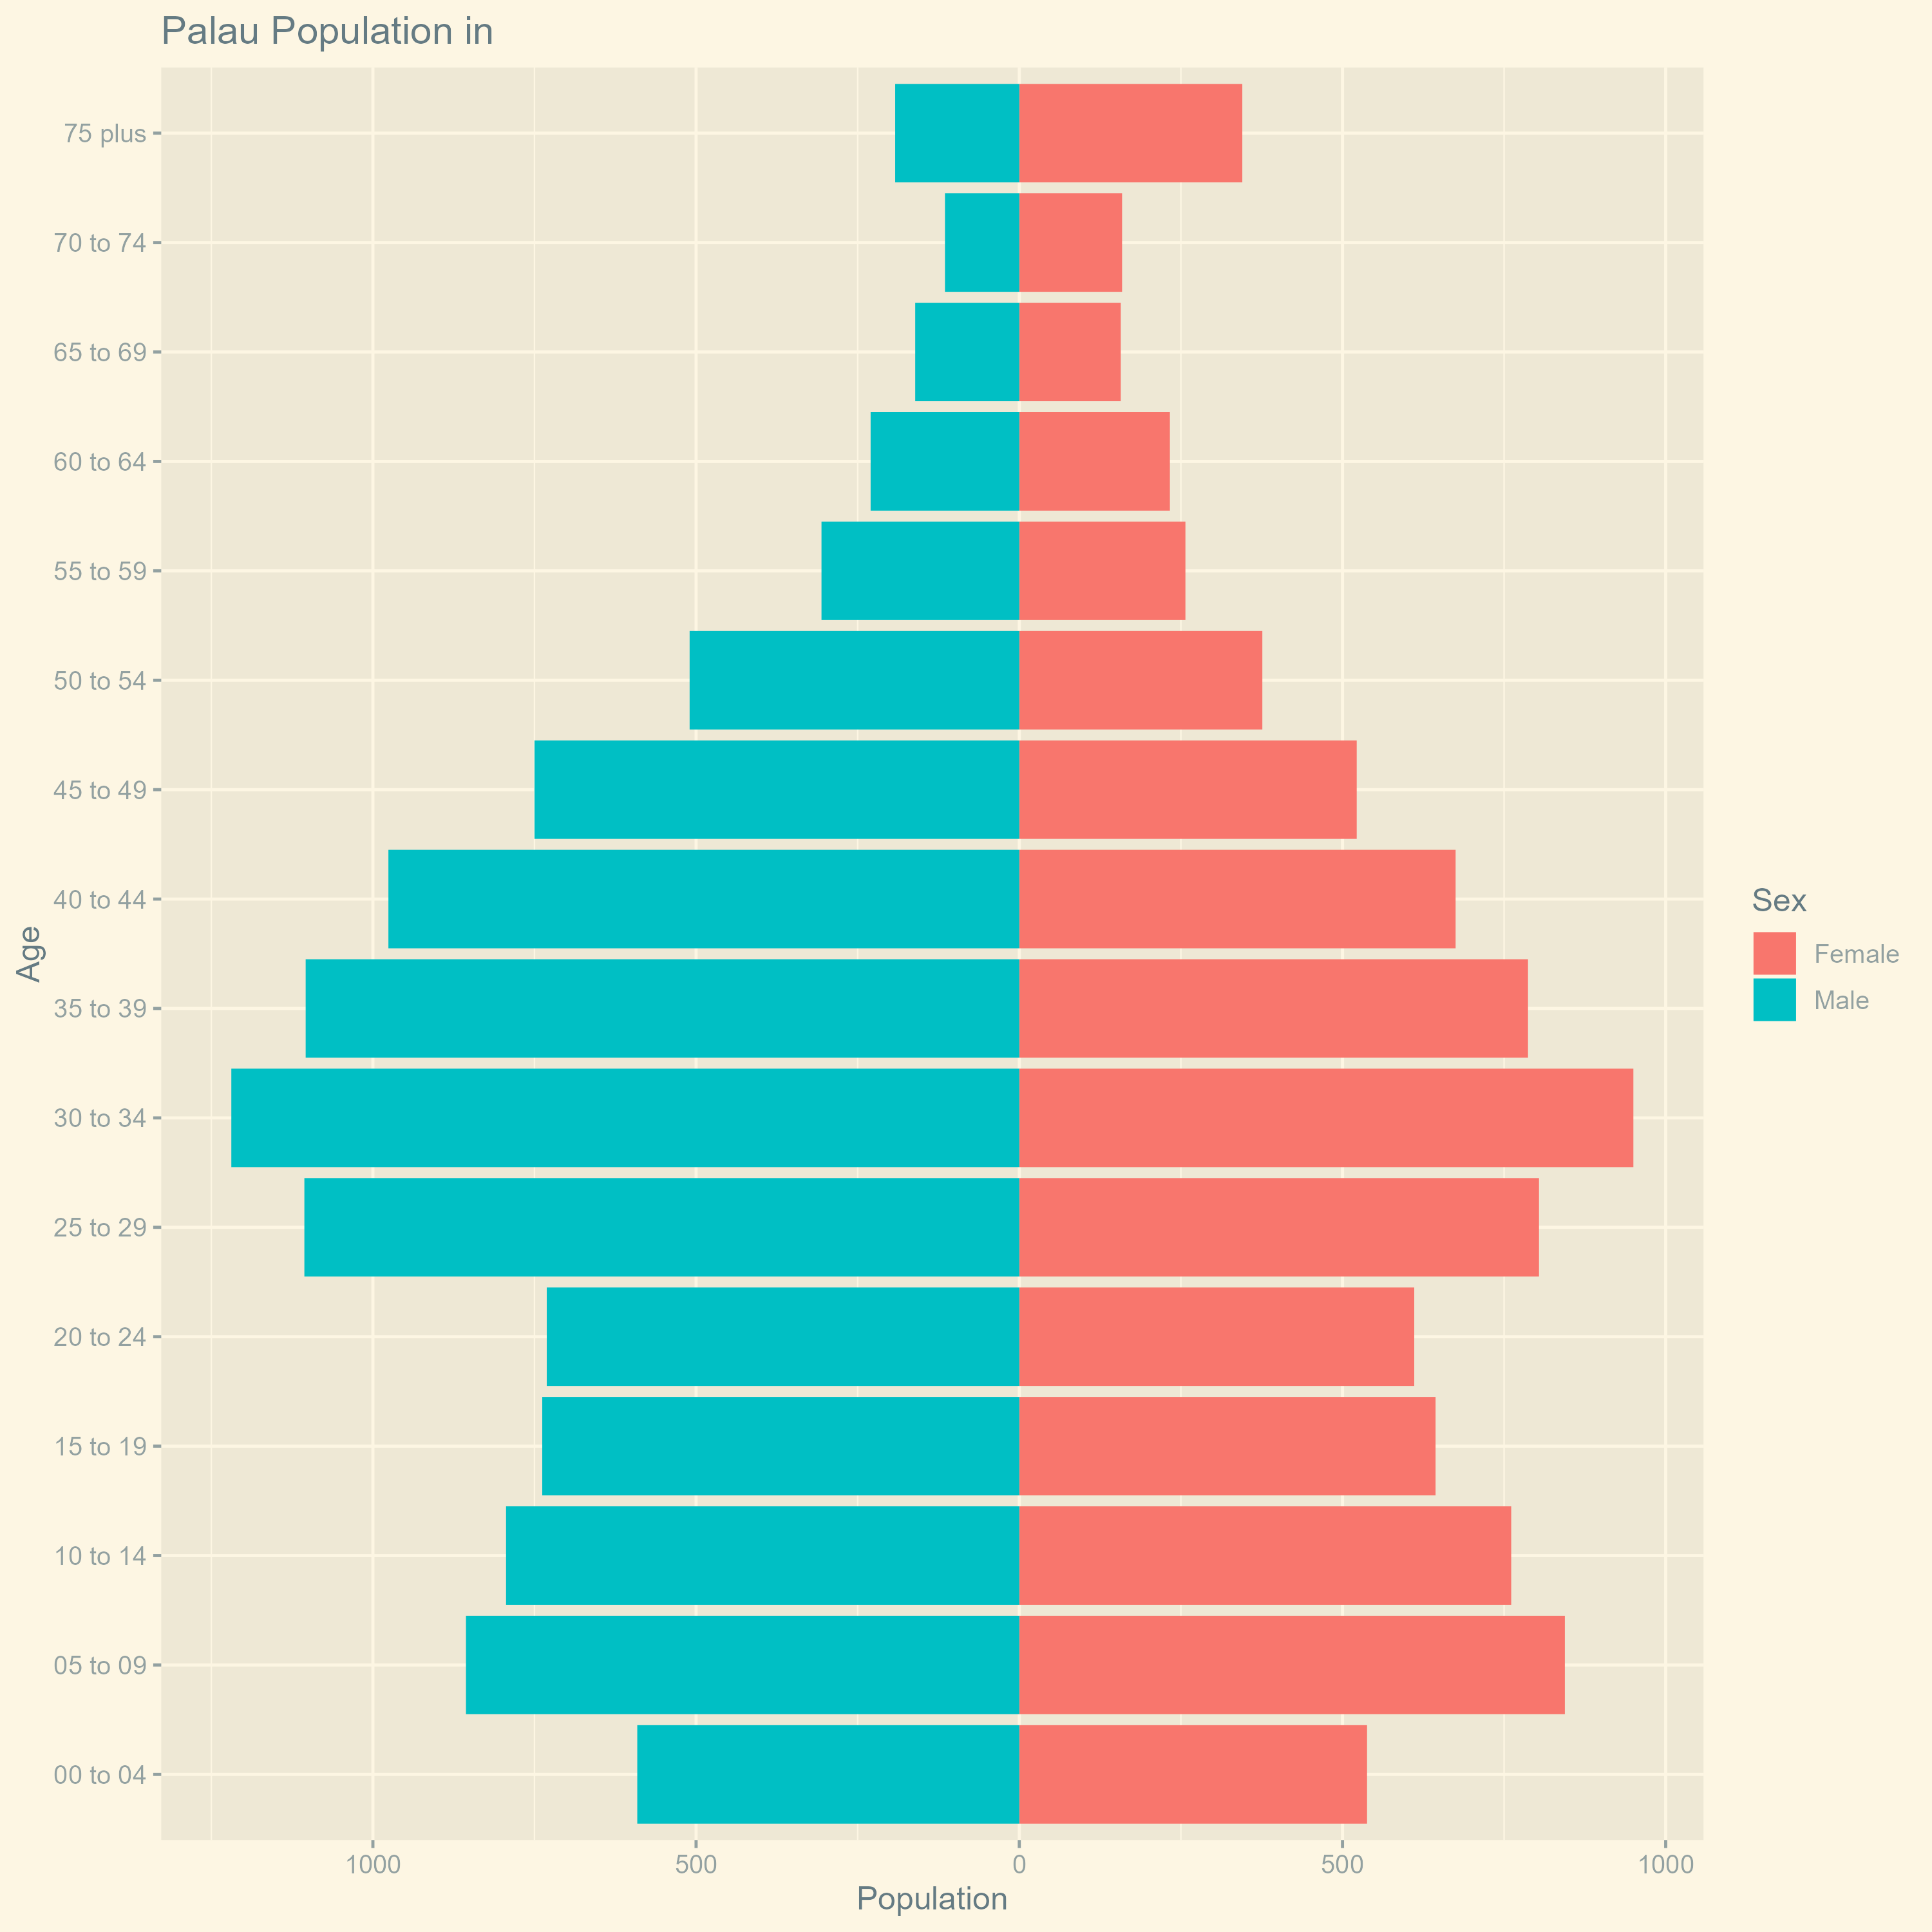 Palau Population in
75 plus
70 to 74
65 to 69
60 to 64
55 to 59
50 to 54
45 to 49
40 to 44
35 to 39
30 to 34
25 to 29
20 to 24
15 to 19
10 to 14
05 to 09
00 to 04
Age
1000 500 0 500 1000
Population
Sex
Female
Male